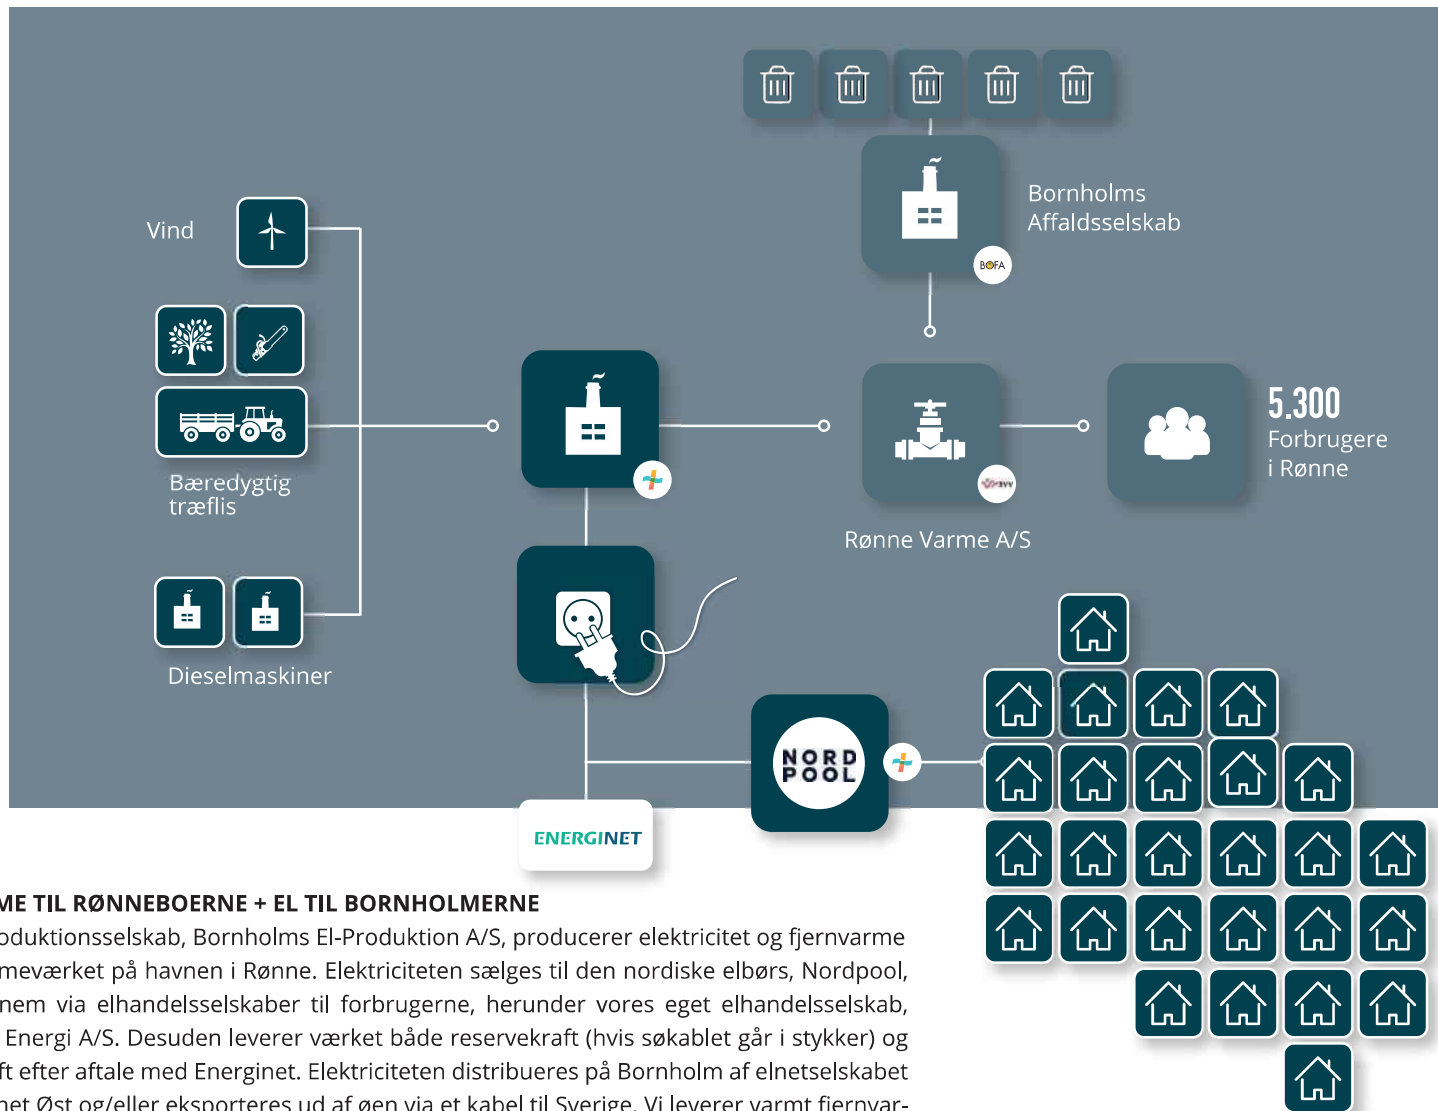 Vind
Bæredygtig
træflis
Dieselmaskiner
Bornholms
Affaldsselskab
BOFA
Rønne Varme A/S
5.300
Forbrugere
i Rønne
NORD
POOL
ENERGINET
ME TIL RØNNEBOERNE + EL TIL BORNHOLMERNE
oduktionsselskab, Bornholms El-Produktion A/S, producerer elektricitet og fjernvarme
meværket på havnen i Rønne. Elektriciteten sælges til den nordiske elbørs, Nordpool,
nem via elhandelsselskaber til forbrugerne, herunder vores eget elhandelsselskab,
Energi A/S. Desuden leverer værket både reservekraft (hvis søkablet går i stykker) og
ft efter aftale med Energinet. Elektriciteten distribueres på Bornholm af elnetselskabet
net Øst og/eller eksporteres ud af øen via et kabel til Sverige. Vi leverer varmt fjernvar-